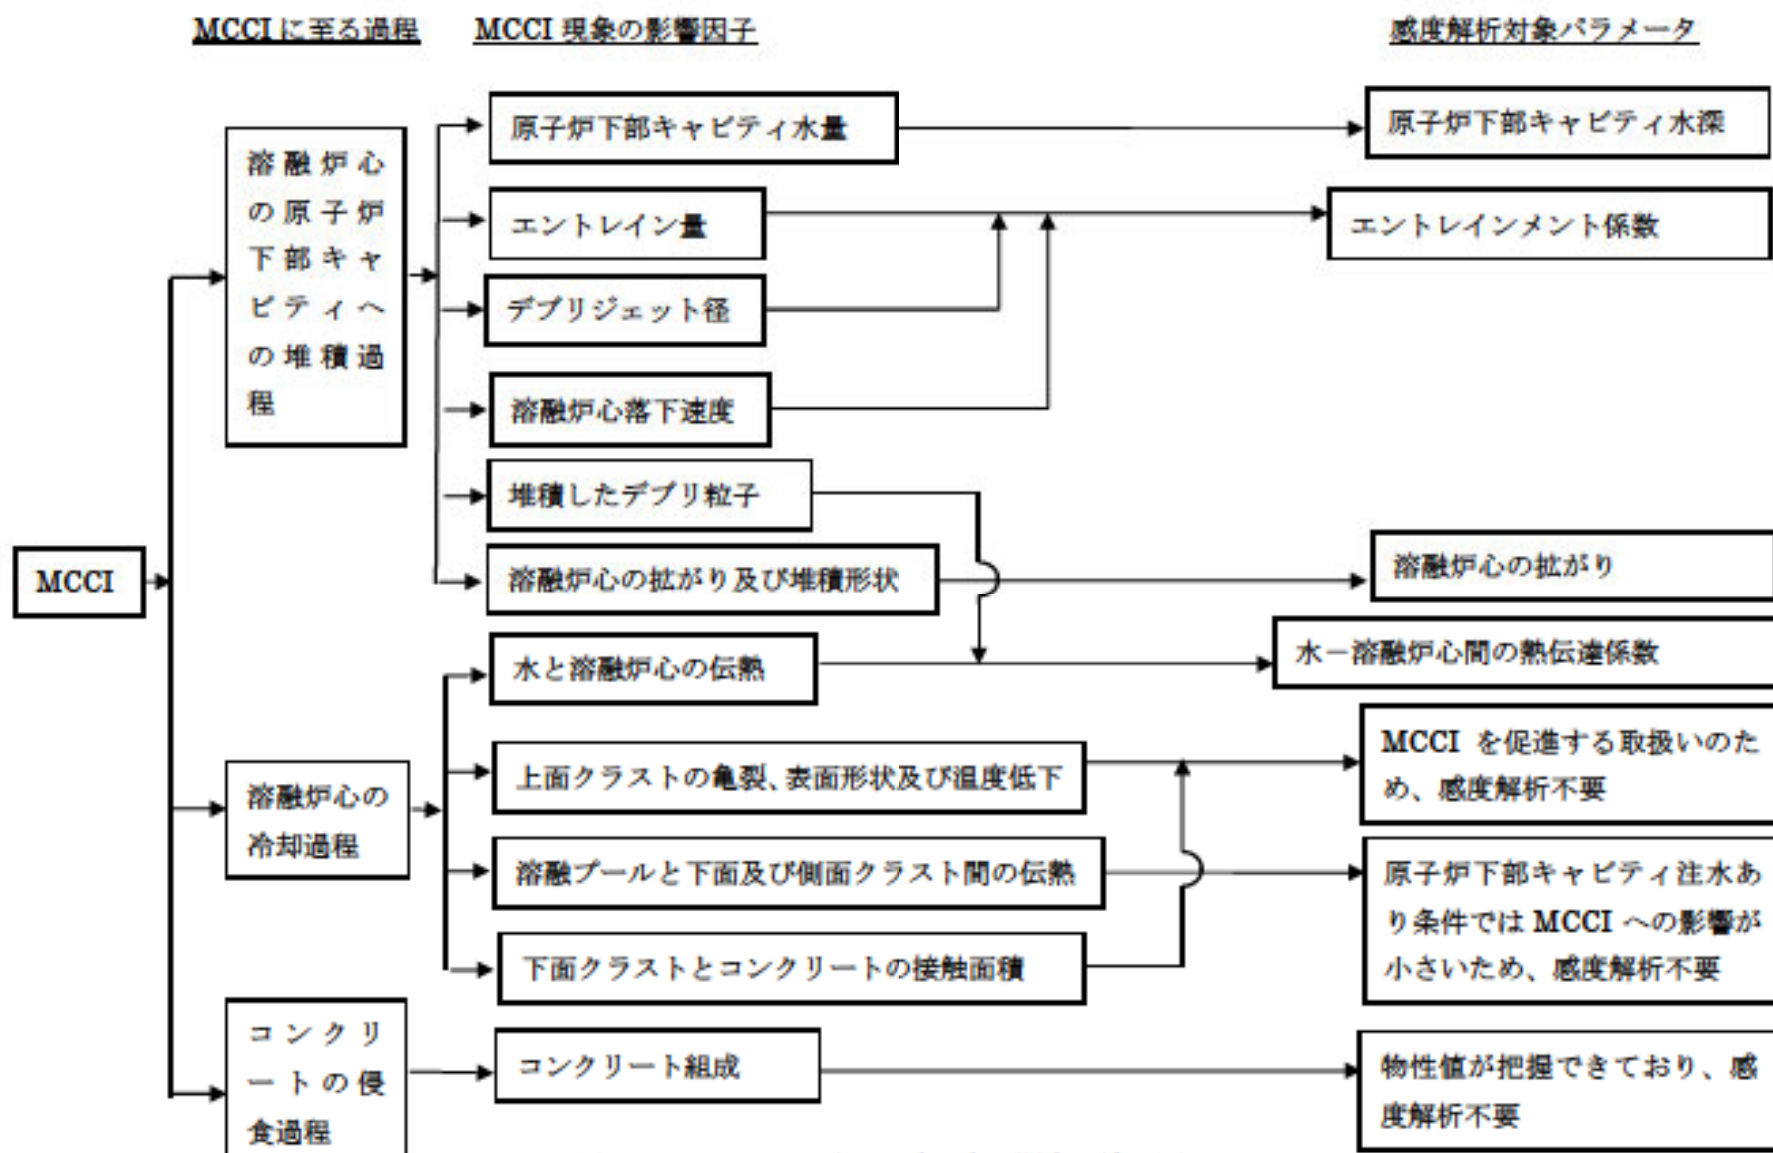 MCCIに至る過程
MCCI 現象の影響因子
感度解析対象パラメータ
MCCI
溶融炉心
の原子炉
下部キャ
ビティへ
の堆積過
程
原子炉下部キャビティ水量
エントレイン量
デブリジェット径
溶融炉心落下速度
堆積したデブリ粒子
溶融炉心の拡がり及び堆積形状
原子炉下部キャビティ水深
エントレインメント係数
溶融炉心の拡がり
水－溶融炉心間の熱伝達係数
溶融炉心の
冷却過程
水と溶融炉心の伝熱
上面クラストの亀裂、表面形状及び温度低下
溶融プールと下面及び側面クラスト間の伝熱
下面クラストとコンクリートの接触面積
MCCI を促進する取扱いのた
め、感度解析不要
原子炉下部キャビティ注水あ
り条件では MCCI への影響が
小さいため、感度解析不要
コンクリ
ートの侵
食過程
コンクリート組成
物性値が把握できており、感
度解析不要